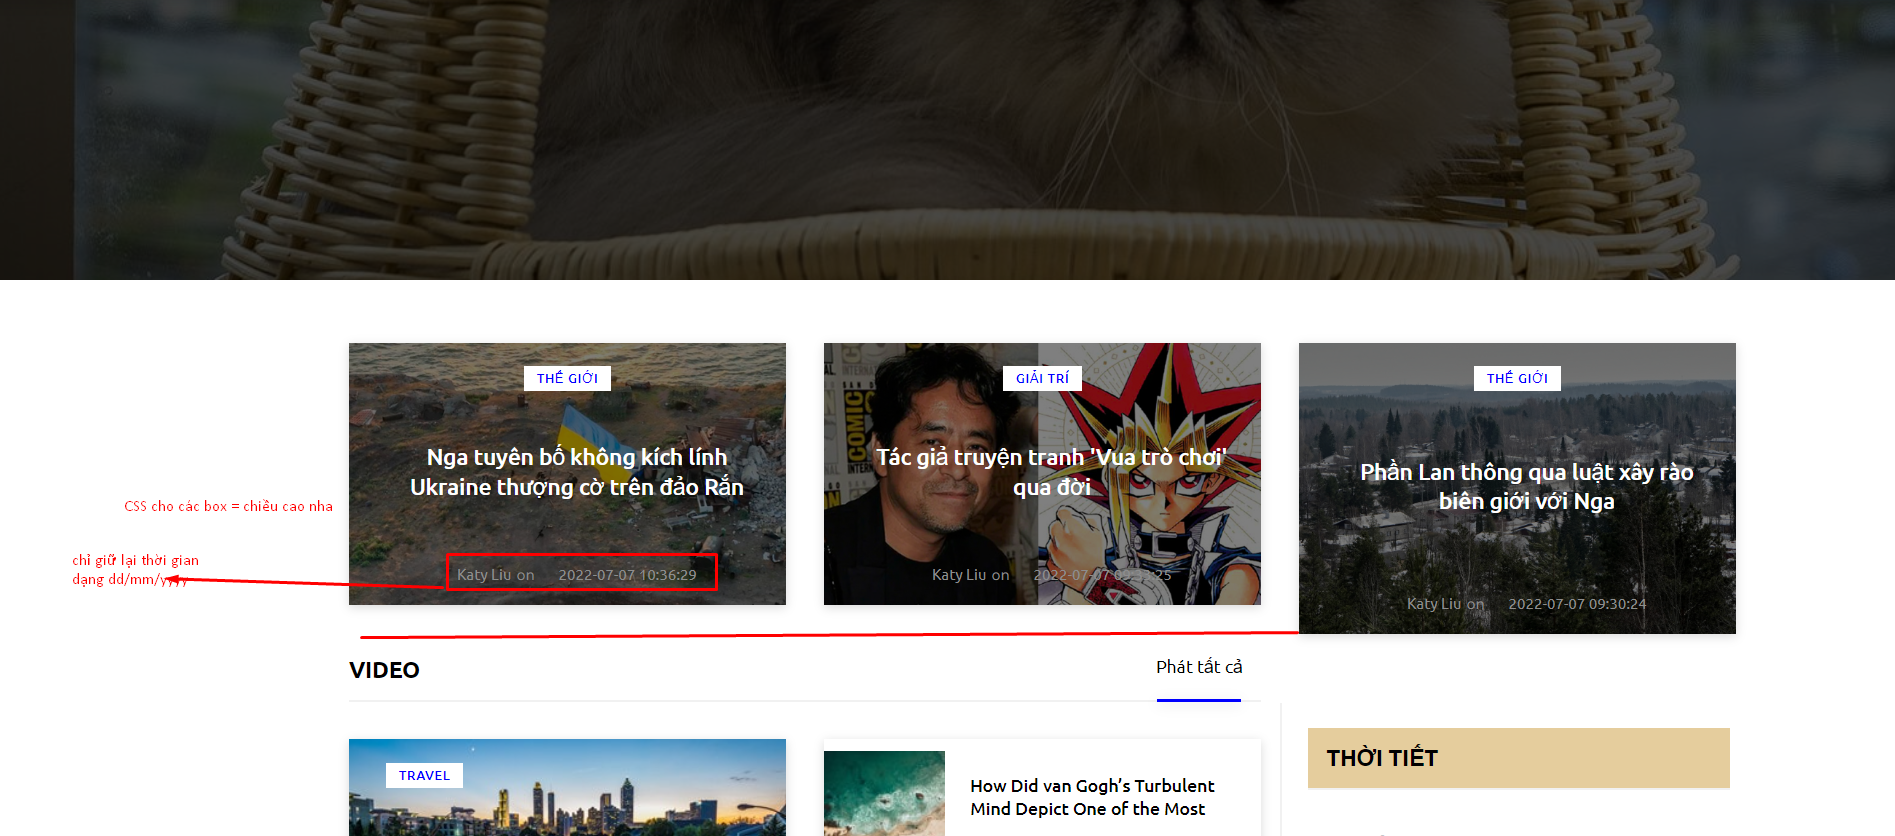 THẾ GIỚI
Nga tuyên bố không kích lính
Ukraine thượng cờ trên đảo Rắn
Katy Liu on 2022-07-07 10:36:29
COMIC
GIẢI TRÍ
Tác giả truyện tranh 'Vua trò chơi'
qua đời
Katy Liu on 2022-07-07
THẾ GIỚI
Phần Lan thông qua luật xây rào
biên giới với Nga
Katy Liu on 2022-07-07 09:30:24
CSS cho các box = chiều cao nha
chỉ giữ lại thời gian
dạng dd/mm/yyyy
VIDEO
Phát tất cả
TRAVEL
How Did van Gogh’s Turbulent
Mind Depict One of the Most
THỜI TIẾT